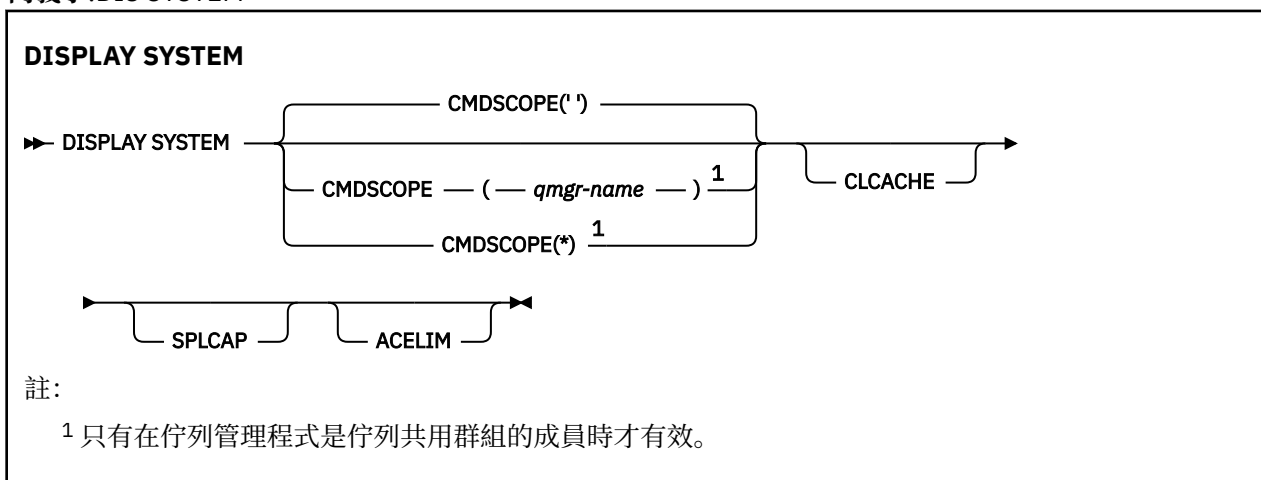 DISPLAY SYSTEM
CMDSCOPE(' ')
DISPLAY SYSTEM
CMDSCOPE ( qmgr-name ) 1
CLCACHE
CMDSCOPE(*) 1
SPLCAP ACELIM
註：
1 只有在佇列管理程式是佇列共用群組的成員時才有效。